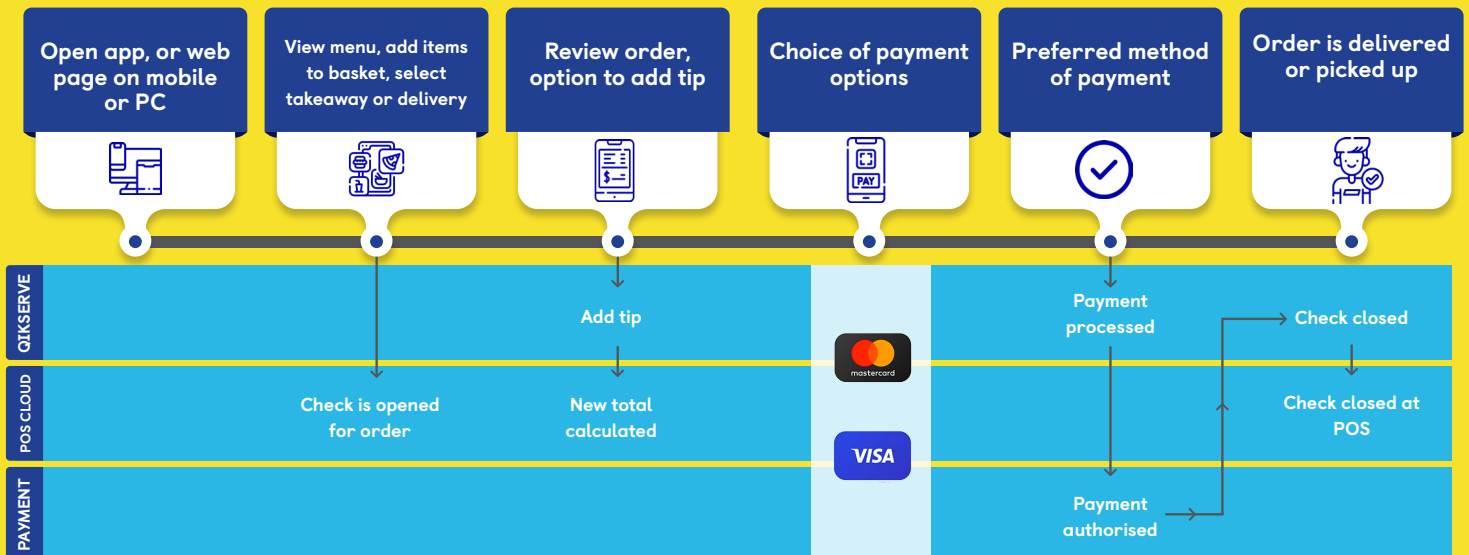 Open app, or web
page on mobile
or PC
View menu, add items
to basket, select
takeaway or delivery
Review order,
option to add tip
Choice of payment
options
Preferred method
of payment
Order is delivered
or picked up
$
PAY
QIKSERVE
Add tip
mastercard
Payment
processed
Check closed
POS CLOUD
Check is opened
for order
New total
calculated
VISA
Check closed at
POS
PAYMENT
Payment
authorised